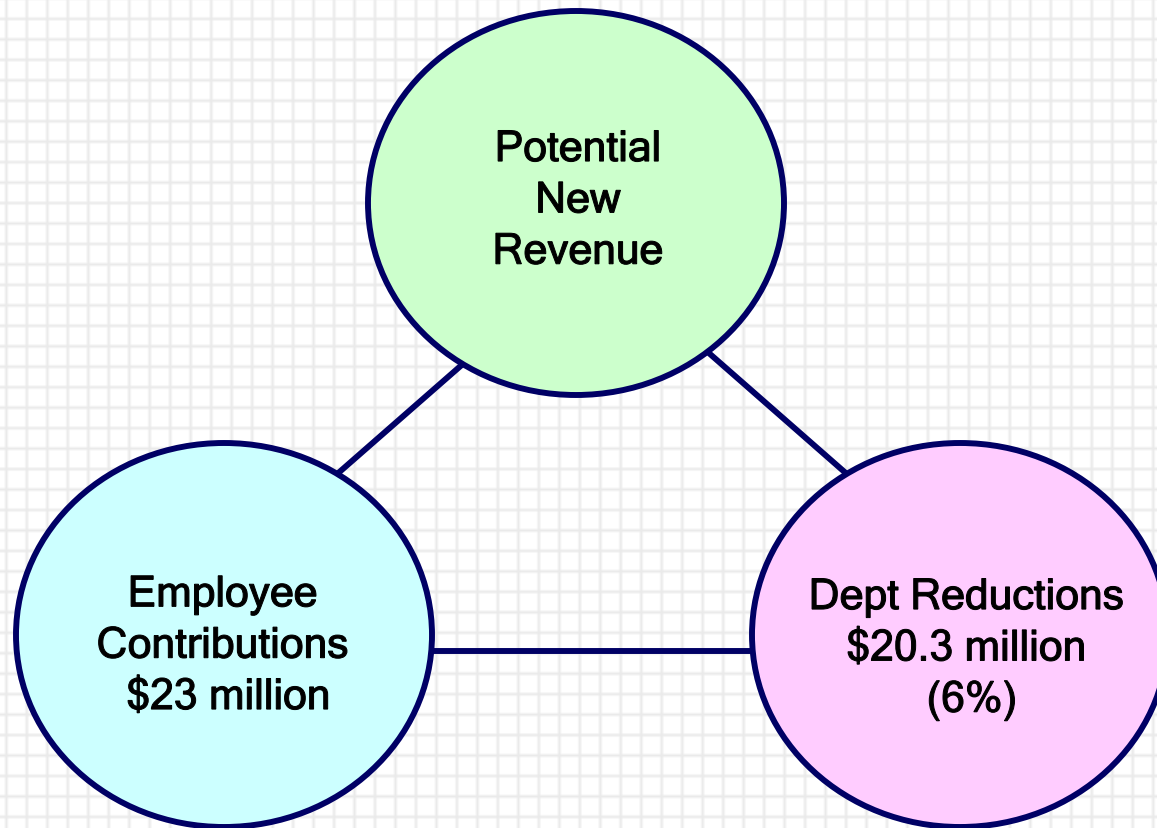 Potential
New
Revenue
Employee
Contributions
$23 million
Dept Reductions
$20.3 million
(6%)